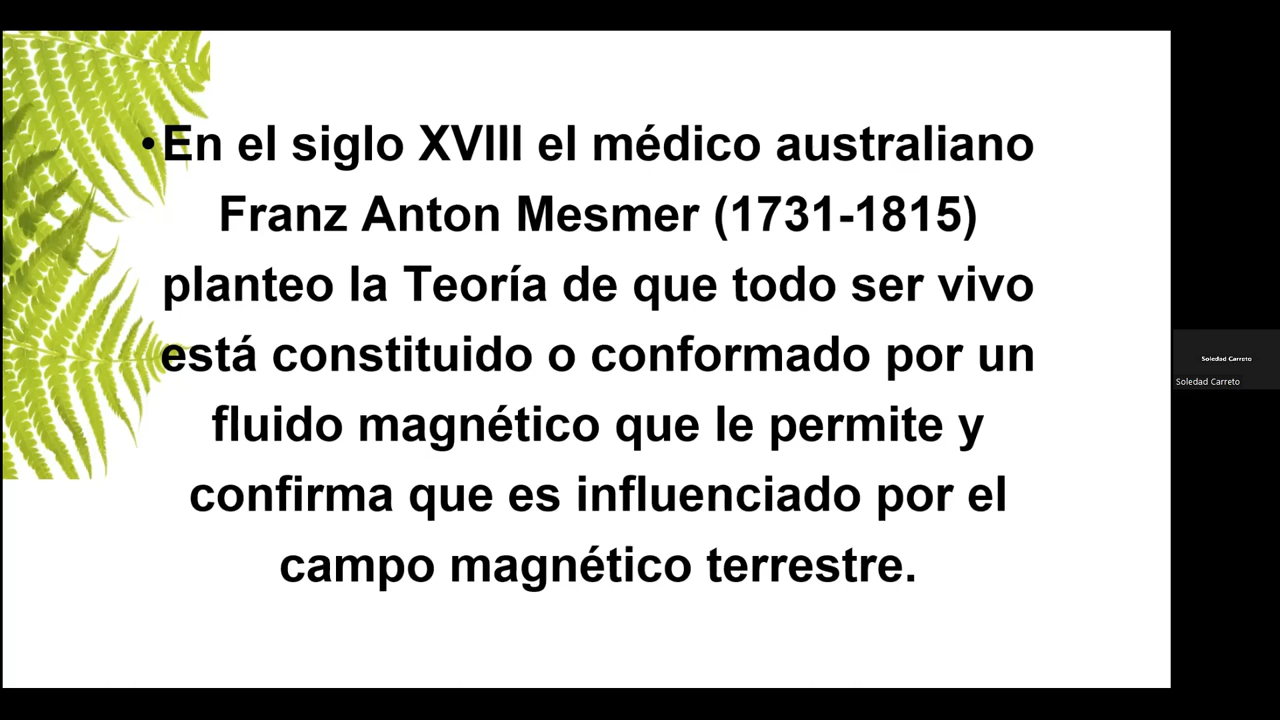 •En el siglo XVIII el médico australiano
Franz Anton Mesmer (1731-1815)
planteo la Teoría de que todo ser vivo
está constituido o conformado por un
fluido magnético que le permite y
confirma que es influenciado por el
campo magnético terrestre.
Soledad Carreto
Soledad Carreto